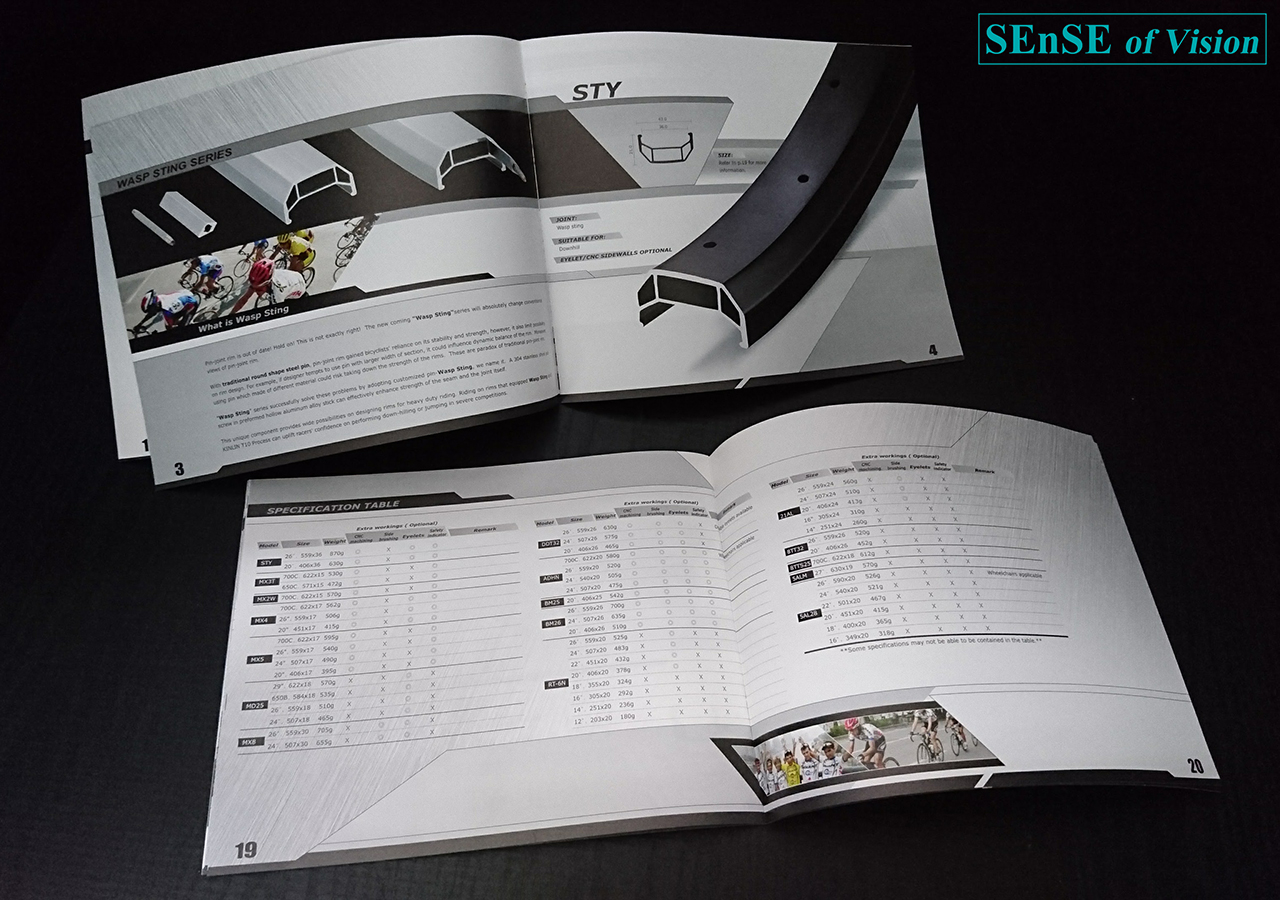 SEnSE of Vision
WASP STING SERIES
What is Wasp Sting
Pin-joint rim is out of date! Hold on! This is not exactly right! The new coming "Wasp Sting" series will absolutely change
views of pin-joint rim.
With traditional round shape steel pin, pin-joint rim gained bicyclists' reliance on its stability and strength, however, it also
on rim design. For example, if designer tempts to use pin with larger width of section, it could influence dynamic balance of the rim.
using pin which made of different material could risk taking down the strength of the rims. These are paradox of traditional pin-joint
"Wasp Sting" series successfully solve these problems by adopting customized pin-Wasp Sting, we name it. A 304 stainless
screw in preformed hollow aluminum alloy stick can effectively enhance strength of the seam and the joint itself.
This unique component provides wide possibilities on designing rims for heavy duty riding. Riding on rims that equipped Wasp Sting
KINLIN T10 Process can uplift racers' confidence on performing down-hilling or jumping in severe competitions.
3
STY
SIZE:
Refer to p.19 for more
information.
JOINT:
Wasp sting
SUITABLE FOR:
Downhill
EYELET/CNC SIDEWALLS OPTIONAL
4
SPECIFICATION TABLE
Extra workings ( Optional)
Model Size Weight CNC machining Side brushing Eyelets Safety indicator Remark
STY 26" 559x36 870g
20" 406x36 630g
MX3T 700C 622x15 530g
650C 571x15 472g
MX2W 700C 622x15 570g
700C 622x17 562g
MX4 26" 559x17 506g
20" 451x17 415g
700C 622x17 595g
MX5 26" 559x17 540g
24" 507x17 490g
20" 406x17 395g
29" 622x18 570g
650B 584x18 535g
MD25 26" 559x18 510g
24" 507x18 465g
MX8 26" 559x30 705g
24" 507x30 655g
19
Extra workings ( Optional)
Model Size Weight CNC machining Side brushing Eyelets Safety indicator
26" 559x26 630g
DDT32 24" 507x26 575g
20" 406x26 465g
700C 622x20 580g
26" 559x20 520g
ADHN 24" 540x20 505g
24" 507x20 475g
BM25 20" 406x25 542g
26" 559x26 700g
BM26 24" 507x26 635g
20" 406x26 510g
26" 559x20 525g
24" 507x20 483g
22" 451x20 432g
20" 406x20 378g
RT-6N 18" 355x20 324g
16" 305x20 292g
14" 251x20 236g
12" 203x20 180g
Extra workings ( Optional)
Model Size Weight CNC machining Side brushing Eyelets Safety indicator Remark
26" 559x24 560g
24" 507x24 510g
21AL 20" 406x24 413g
16" 305x24 310g
14" 251x24 260g
8TT32 26" 559x26 520g
20" 406x26 452g
8TTS25 700C 622x18 612g
SALM 27" 630x19 570g
26" 590x20 526g Wheelchairs applicable
24" 540x20 521g
22" 501x20 467g
SAL28 20" 451x20 415g
18" 400x20 365g
16" 349x20 318g
**Some specifications may not be able to be contained in the table.**
20